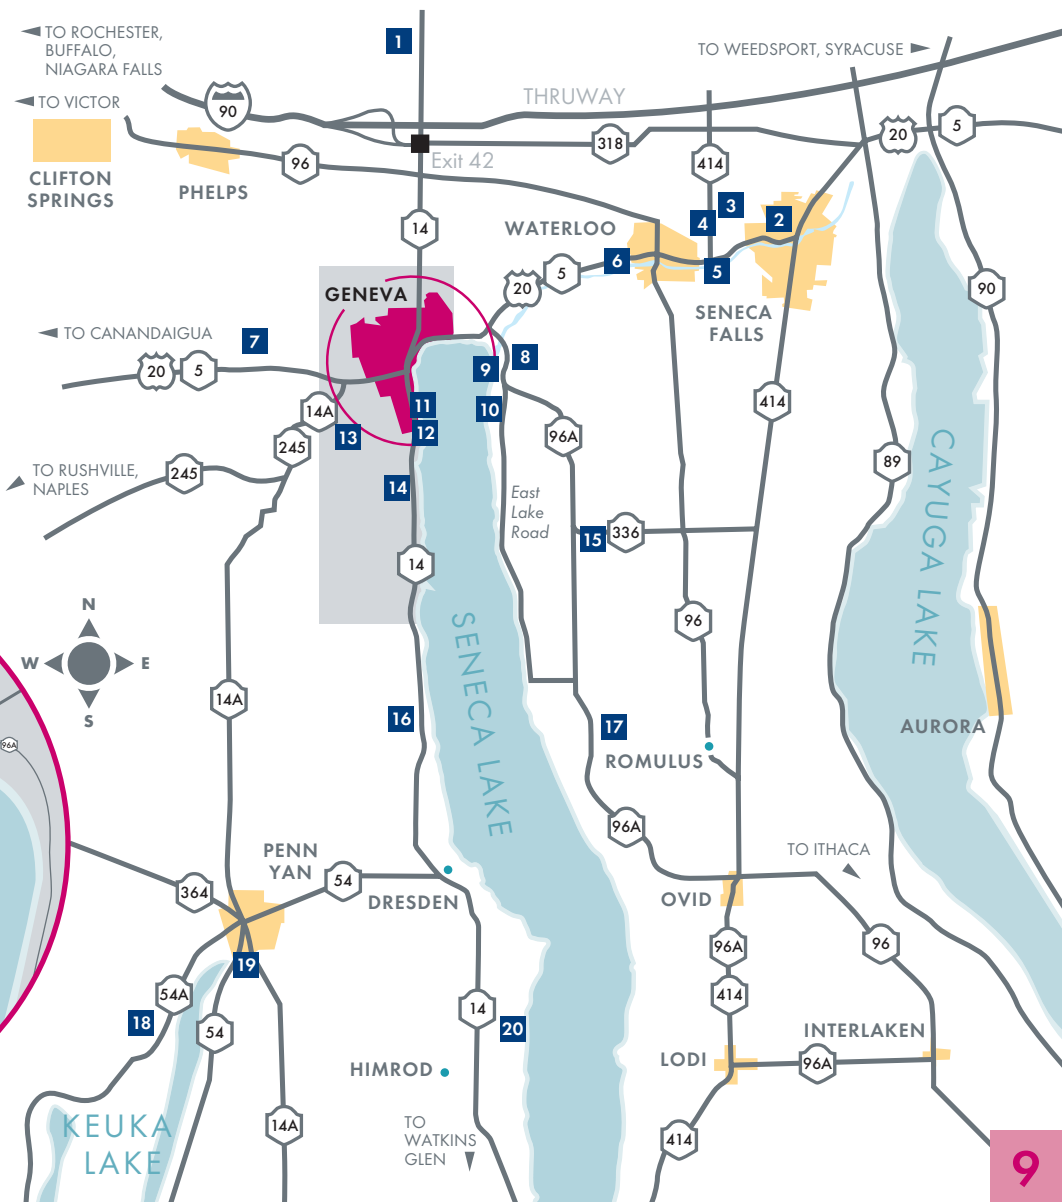 TO ROCHESTER,
BUFFALO,
NIAGARA FALLS
1
TO WEEDSPORT, SYRACUSE
TO VICTOR
90
THRUWAY
20
5
318
CLIFTON
SPRINGS
PHELPS
96
Exit 42
414
14
WATERLOO
4
3
2
6
5
20
5
SENECA
FALLS
90
GENEVA
TO CANANDAIGUA
7
20
5
9
8
14A
11
10
414
13
12
96A
245
TO RUSHVILLE,
NAPLES
245
14
East
Lake
Road
89
CAYUGA LAKE
15
336
14
N
W
E
S
SENECA LAKE
96
14A
16
17
AURORA
96A
ROMULUS
96A
PENN
YAN
54
TO ITHACA
364
DRESDEN
OVID
19
96A
96
54A
414
18
54
14
20
INTERLAKEN
LODI
96A
HIMROD
KEUKA
LAKE
14A
TO
WATKINS
GLEN
414
9